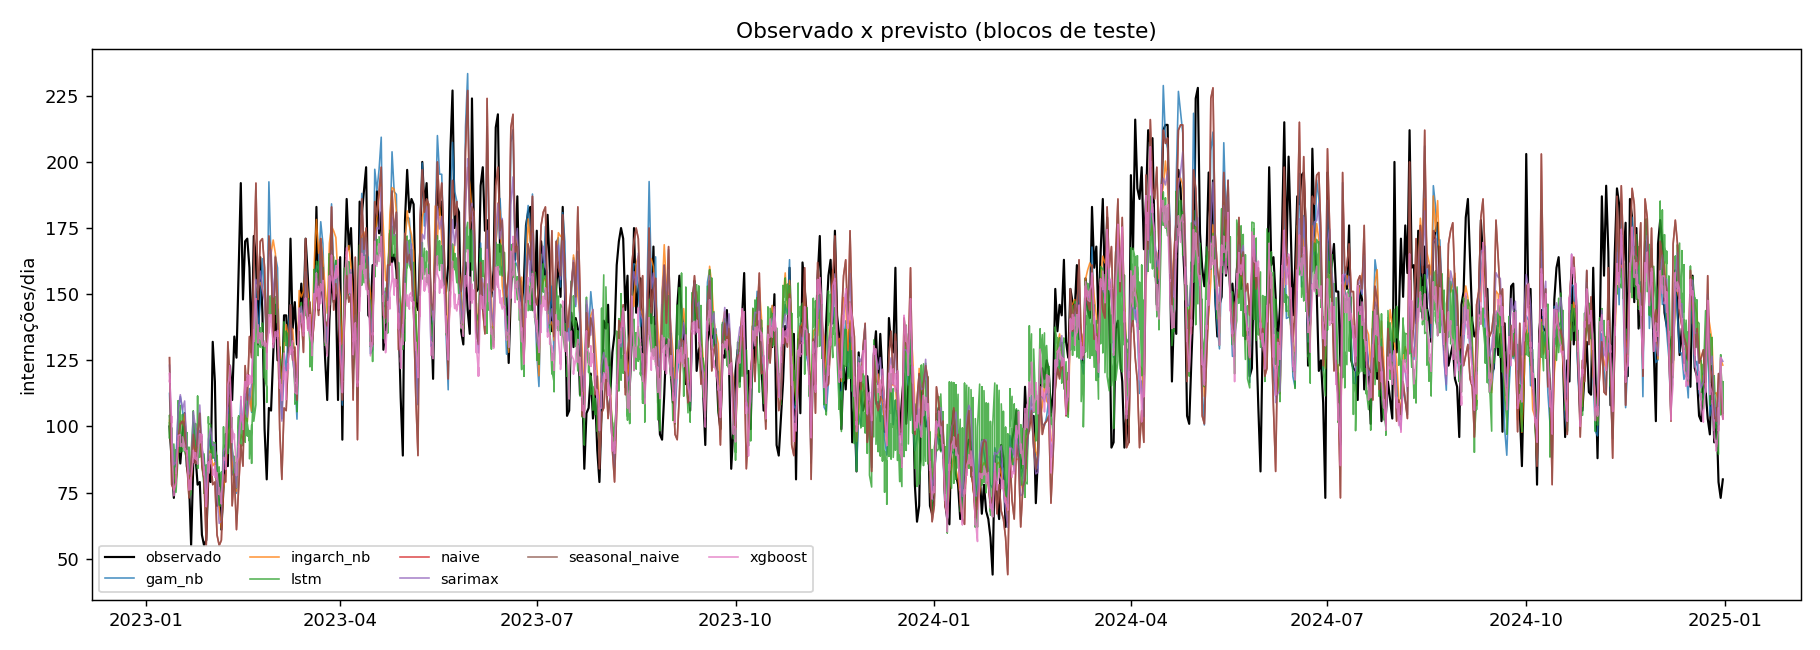 Observado x previsto (blocos de teste)
internações/dia
225
200
175
150
125
100
75
50
observado
gam_nb
ingarch_nb
lstm
naive
sarimax
seasonal_naive
xgboost
2023-01 2023-04 2023-07 2023-10 2024-01 2024-04 2024-07 2024-10 2025-01